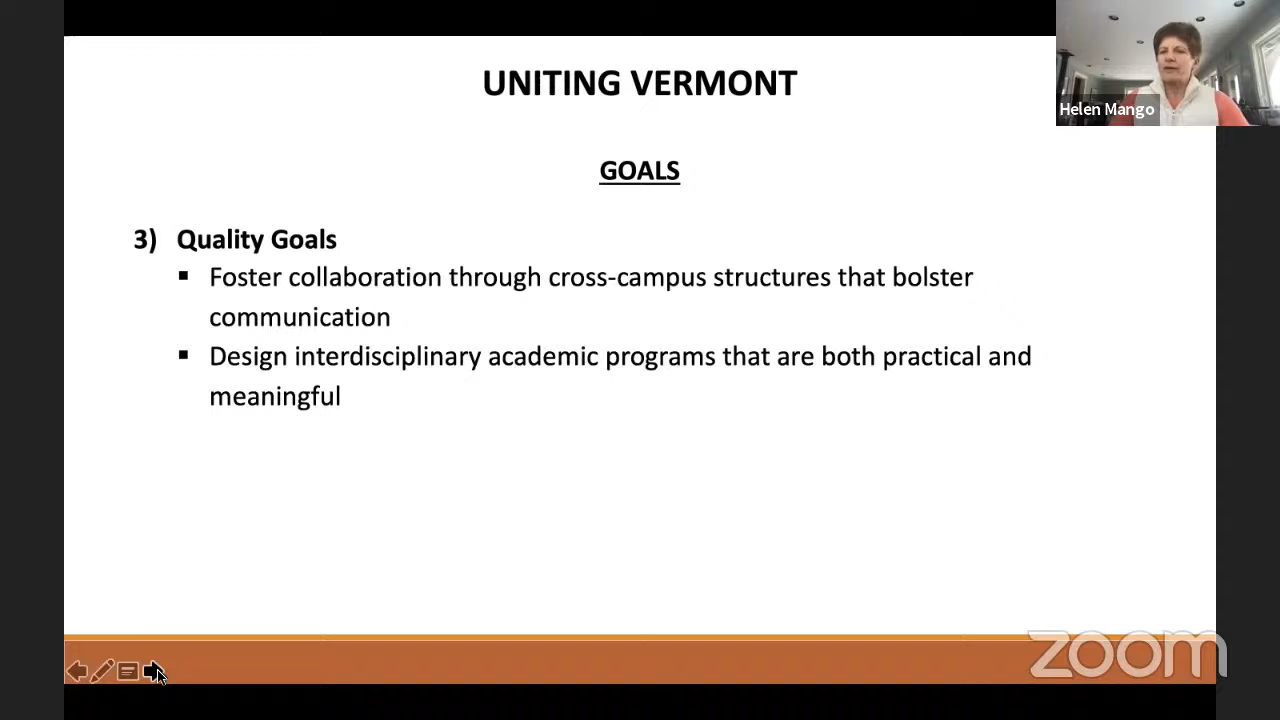 UNITING VERMONT
Helen Mango
GOALS
3) Quality Goals
▪ Foster collaboration through cross-campus structures that bolster
communication
▪ Design interdisciplinary academic programs that are both practical and
meaningful
zoom